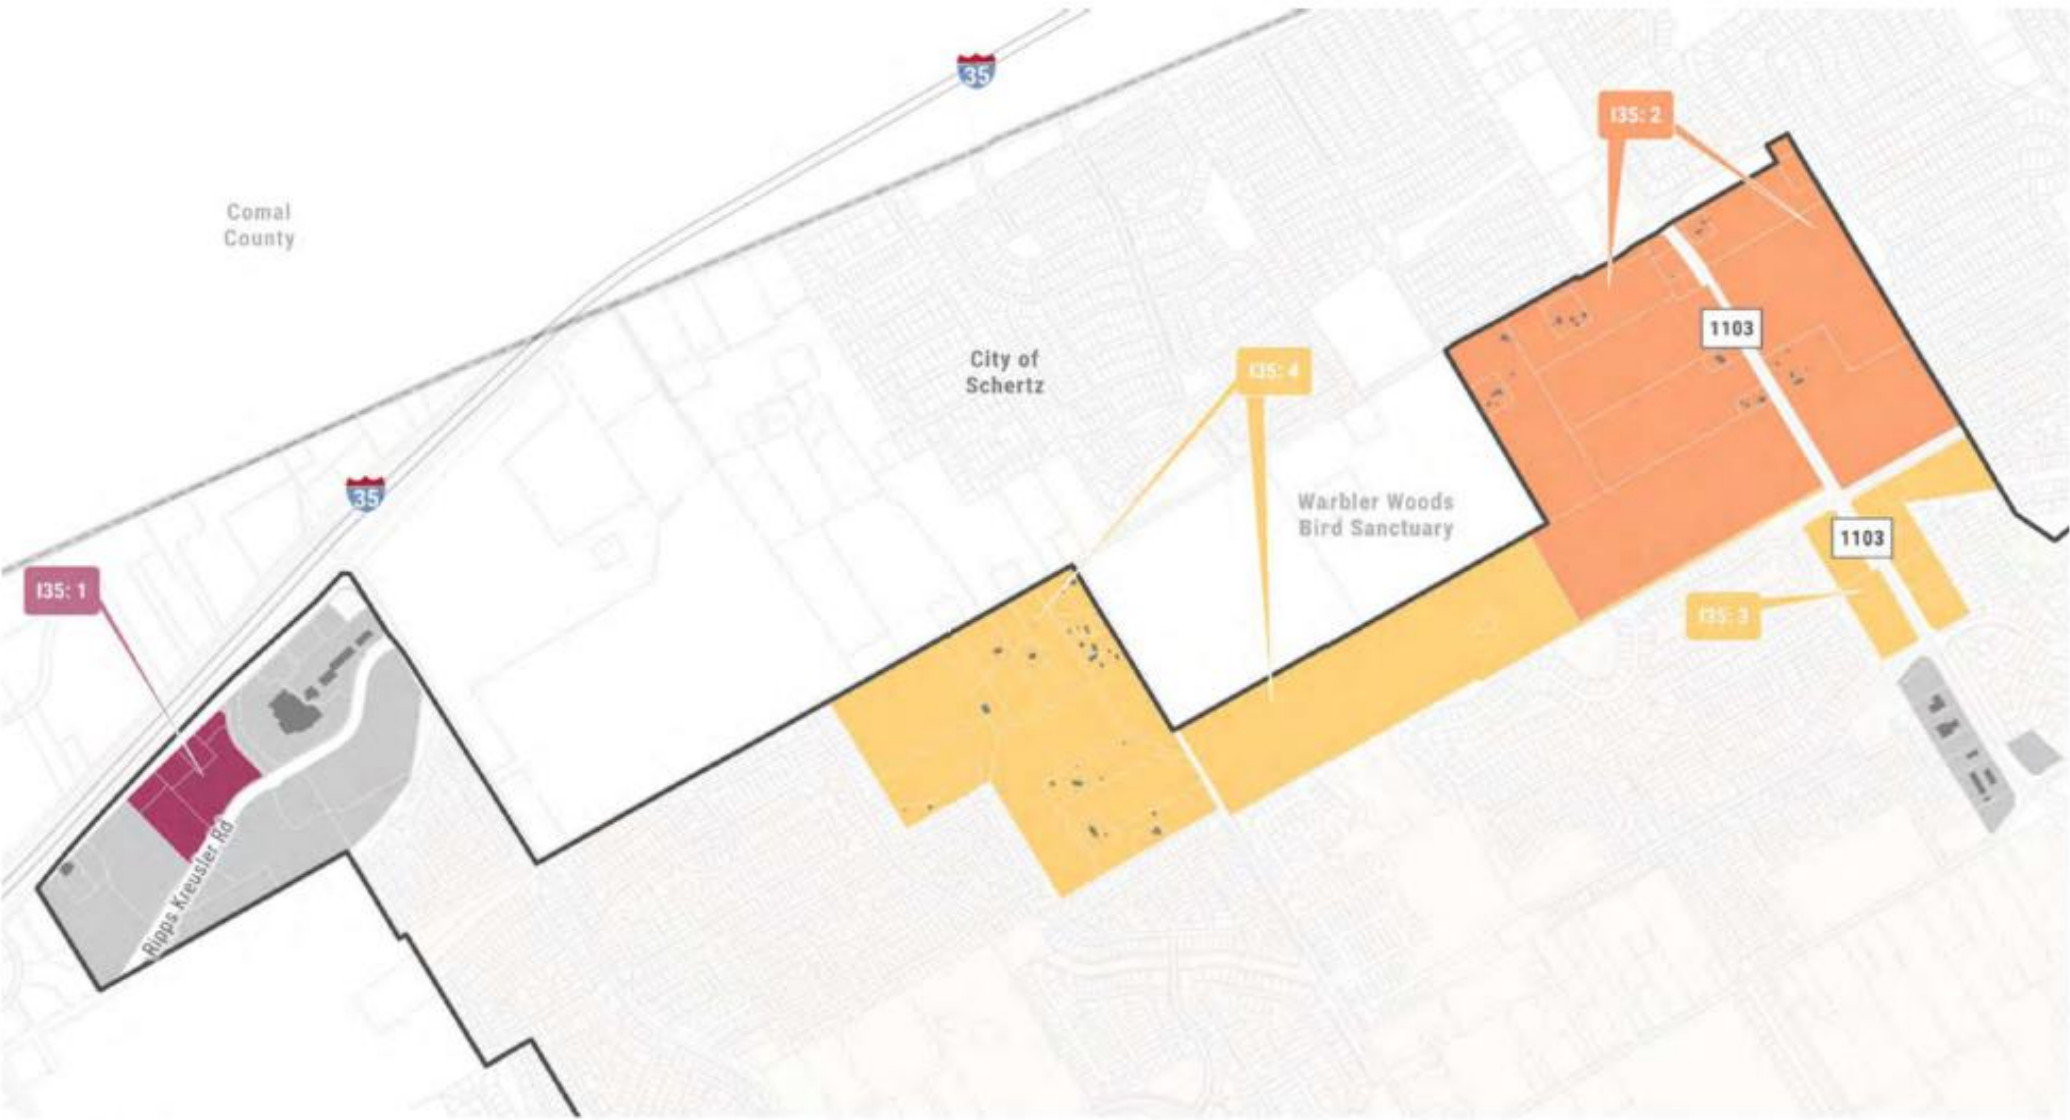 35
I35: 2
Comal
County
1103
City of
Schertz
I35: 4
35
Warbler Woods
Bird Sanctuary
1103
I35: 1
I35: 3
Ripps Kreusler Rd